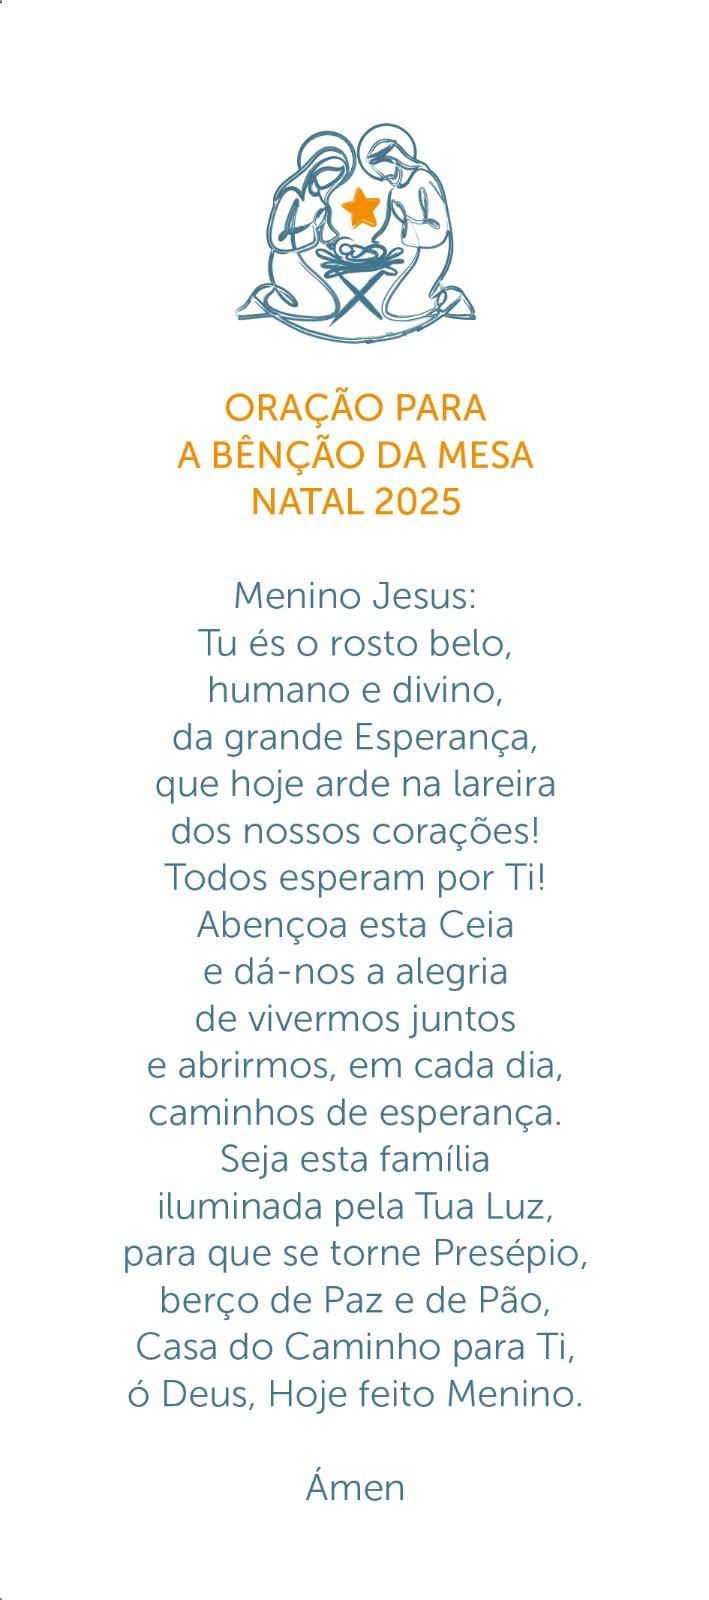 ORAÇÃO PARA
A BÊNÇÃO DA MESA
NATAL 2025
Menino Jesus:
Tu és o rosto belo,
humano e divino,
da grande Esperança,
que hoje arde na lareira
dos nossos corações!
Todos esperam por Ti!
Abençoa esta Ceia
e dá-nos a alegria
de vivermos juntos
e abrirmos, em cada dia,
caminhos de esperança.
Seja esta família
iluminada pela Tua Luz,
para que se torne Presépio,
berço de Paz e de Pão,
Casa do Caminho para Ti,
ó Deus, Hoje feito Menino.
Ámen